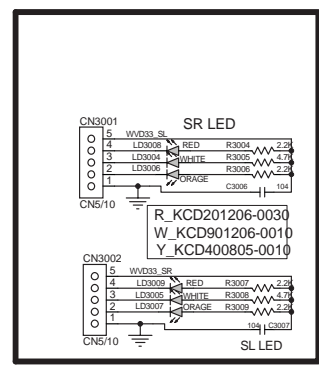 CN3001
SR LED
5 WVD33_SL
4 LD3008 RED R3004 2.2K
3 LD3004 WHITE R3005 4.7K
2 LD3006 ORAGE R3006 2.2K
1 C3006 104
CN5/10
R_KCD201206-0030
W_KCD901206-0010
Y_KCD400805-0010
CN3002
5 WVD33_SR
4 LD3009 RED R3007 2.2K
3 LD3005 WHITE R3008 4.7K
2 LD3007 ORAGE R3009 2.2K
1 104 C3007
CN5/10
SL LED